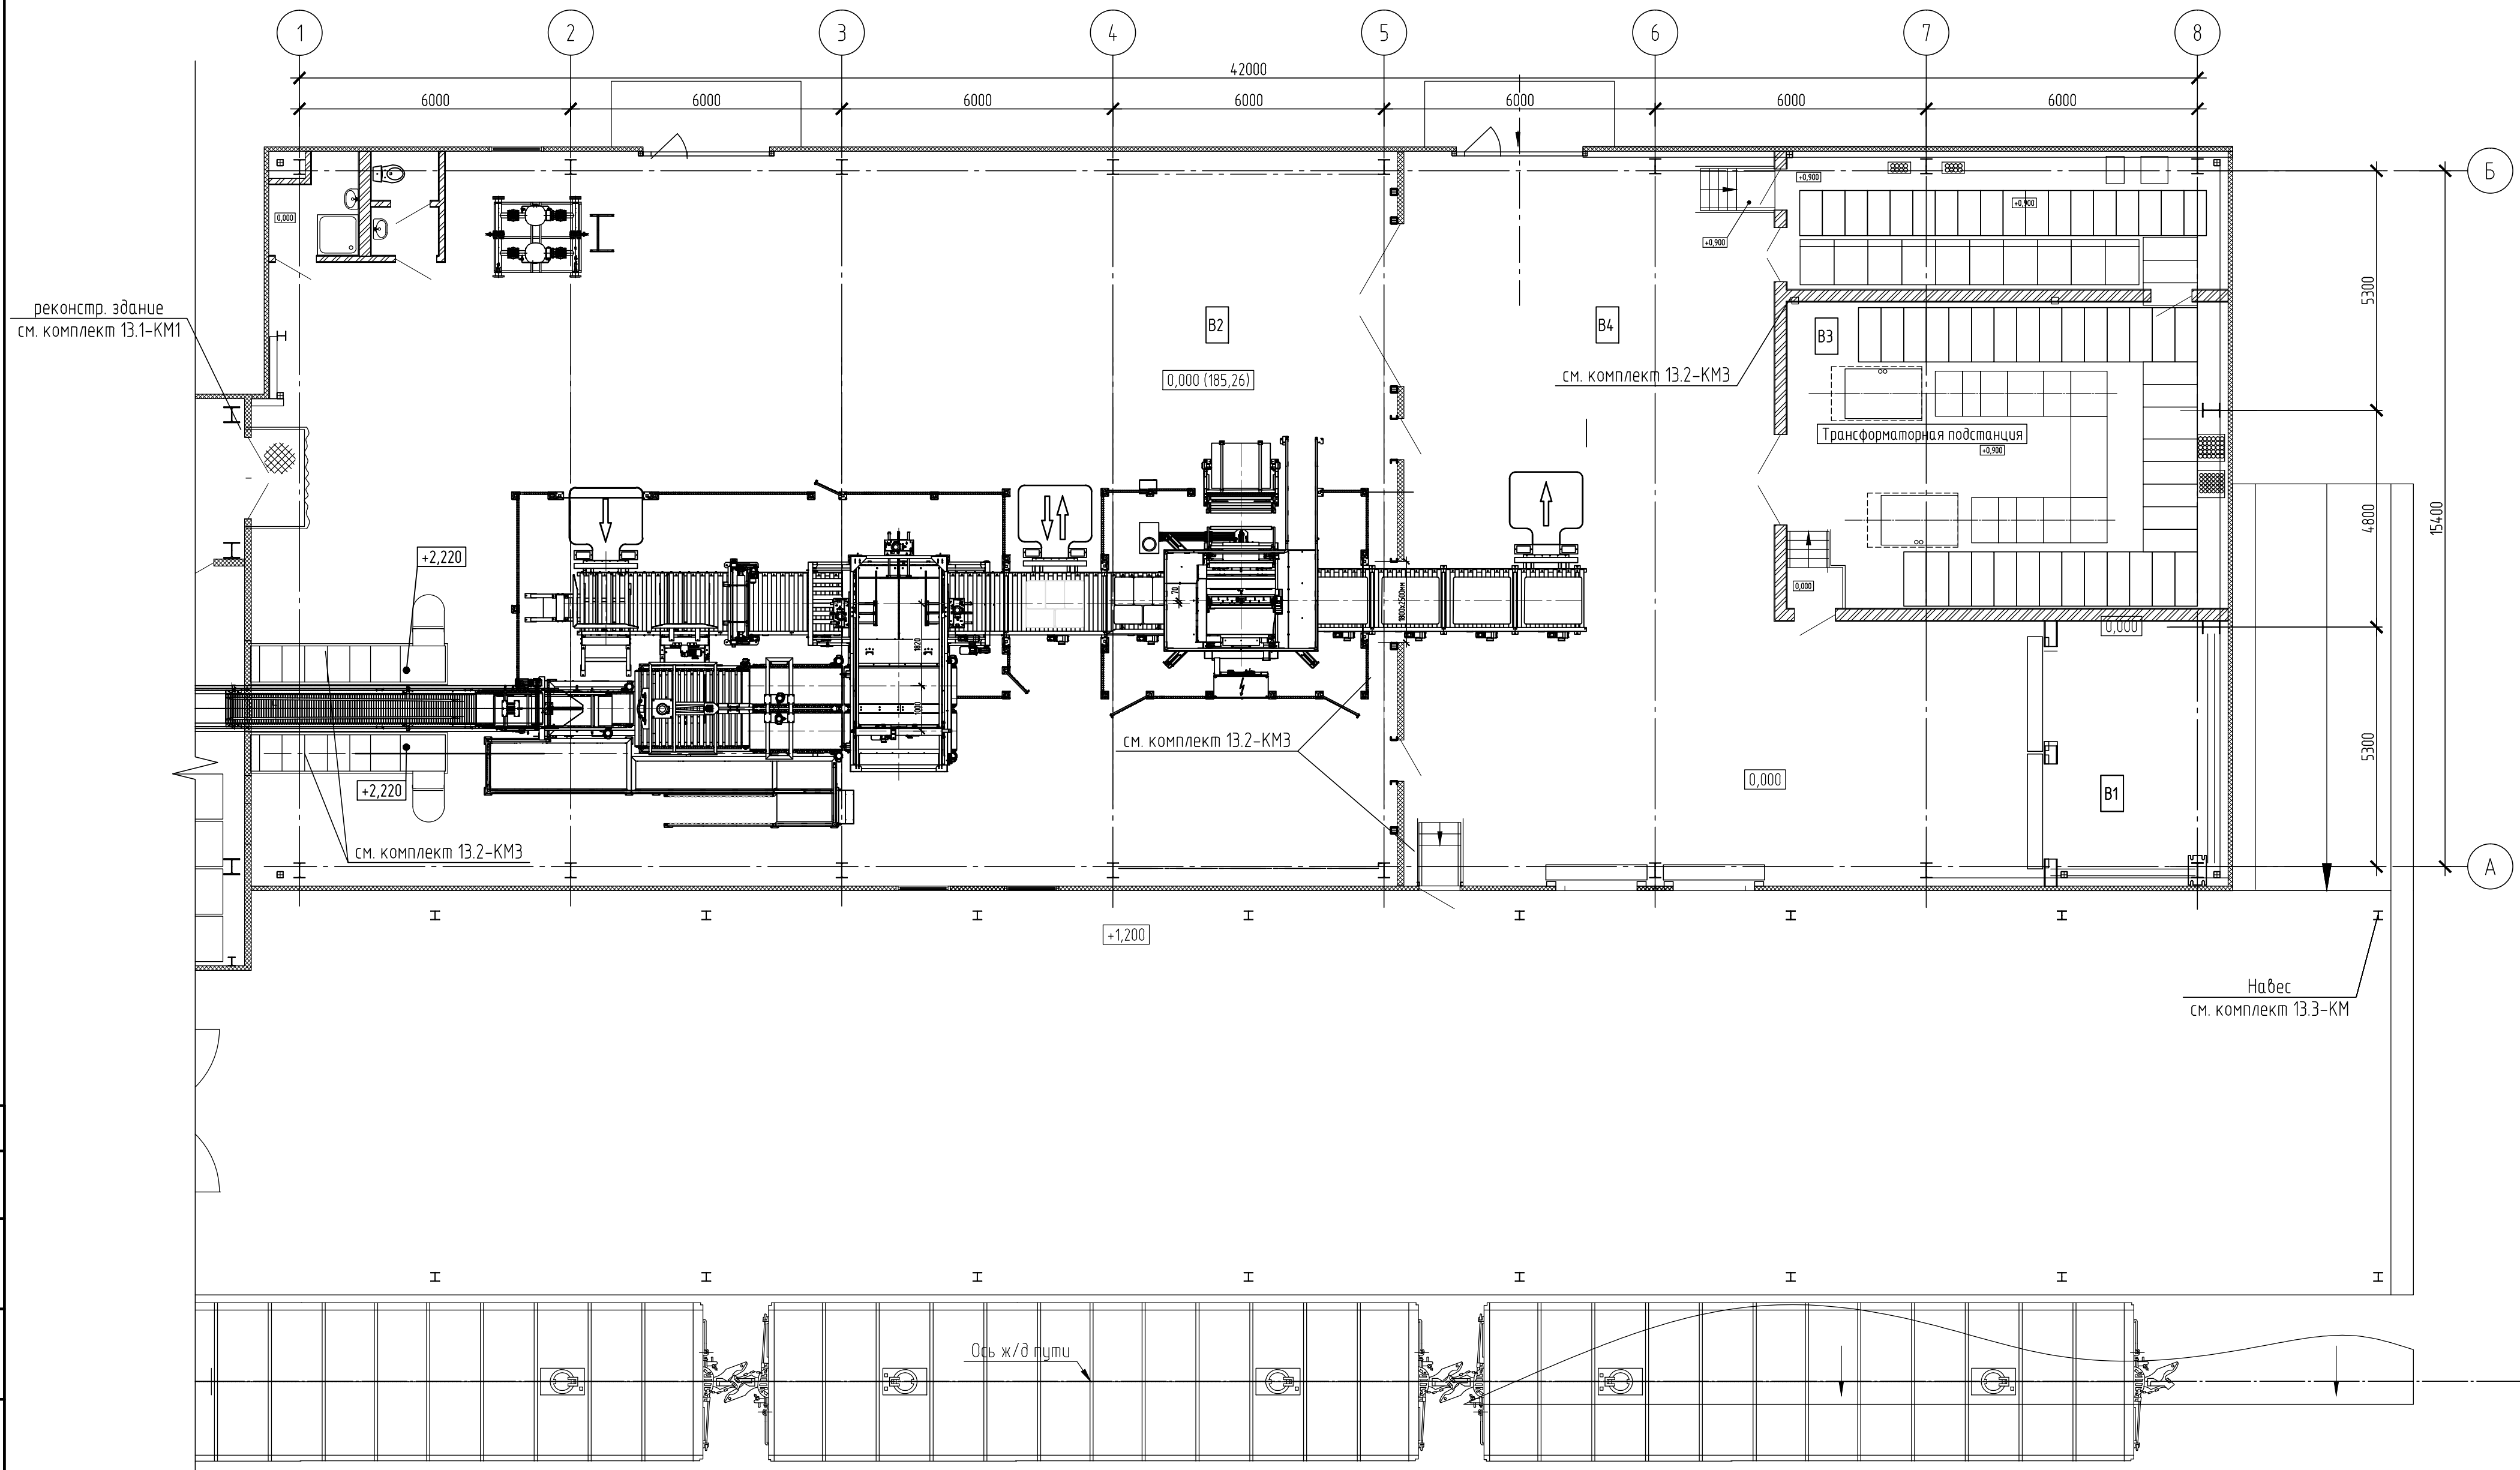 1 2 3 4 5 6 7 8
42000
6000 6000 6000 6000 6000 6000 6000
Б
+0,900
+0,900
0,000
+0,900
5300
реконстр. здание
см. комплект 13.1-КМ1
В2
В4
В3
0,000 (185,26)
см. комплект 13.2-КМ3
Трансформаторная подстанция
+0,900
4800
15400
+2,220
0,000
70
1800х2500мм
1820
0,000
1000
см. комплект 13.2-КМ3
5300
0,000
+2,220
В1
см. комплект 13.2-КМ3
А
+1,200
Навес
см. комплект 13.3-КМ
Ось ж/д пути